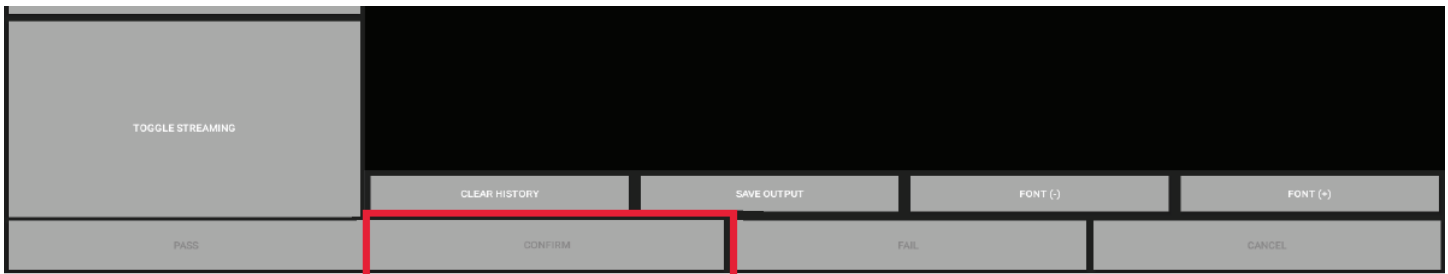 TOGGLE STREAMING
CLEAR HISTORY
SAVE OUTPUT
FONT (-)
FONT (+)
PASS
CONFIRM
FAIL
CANCEL